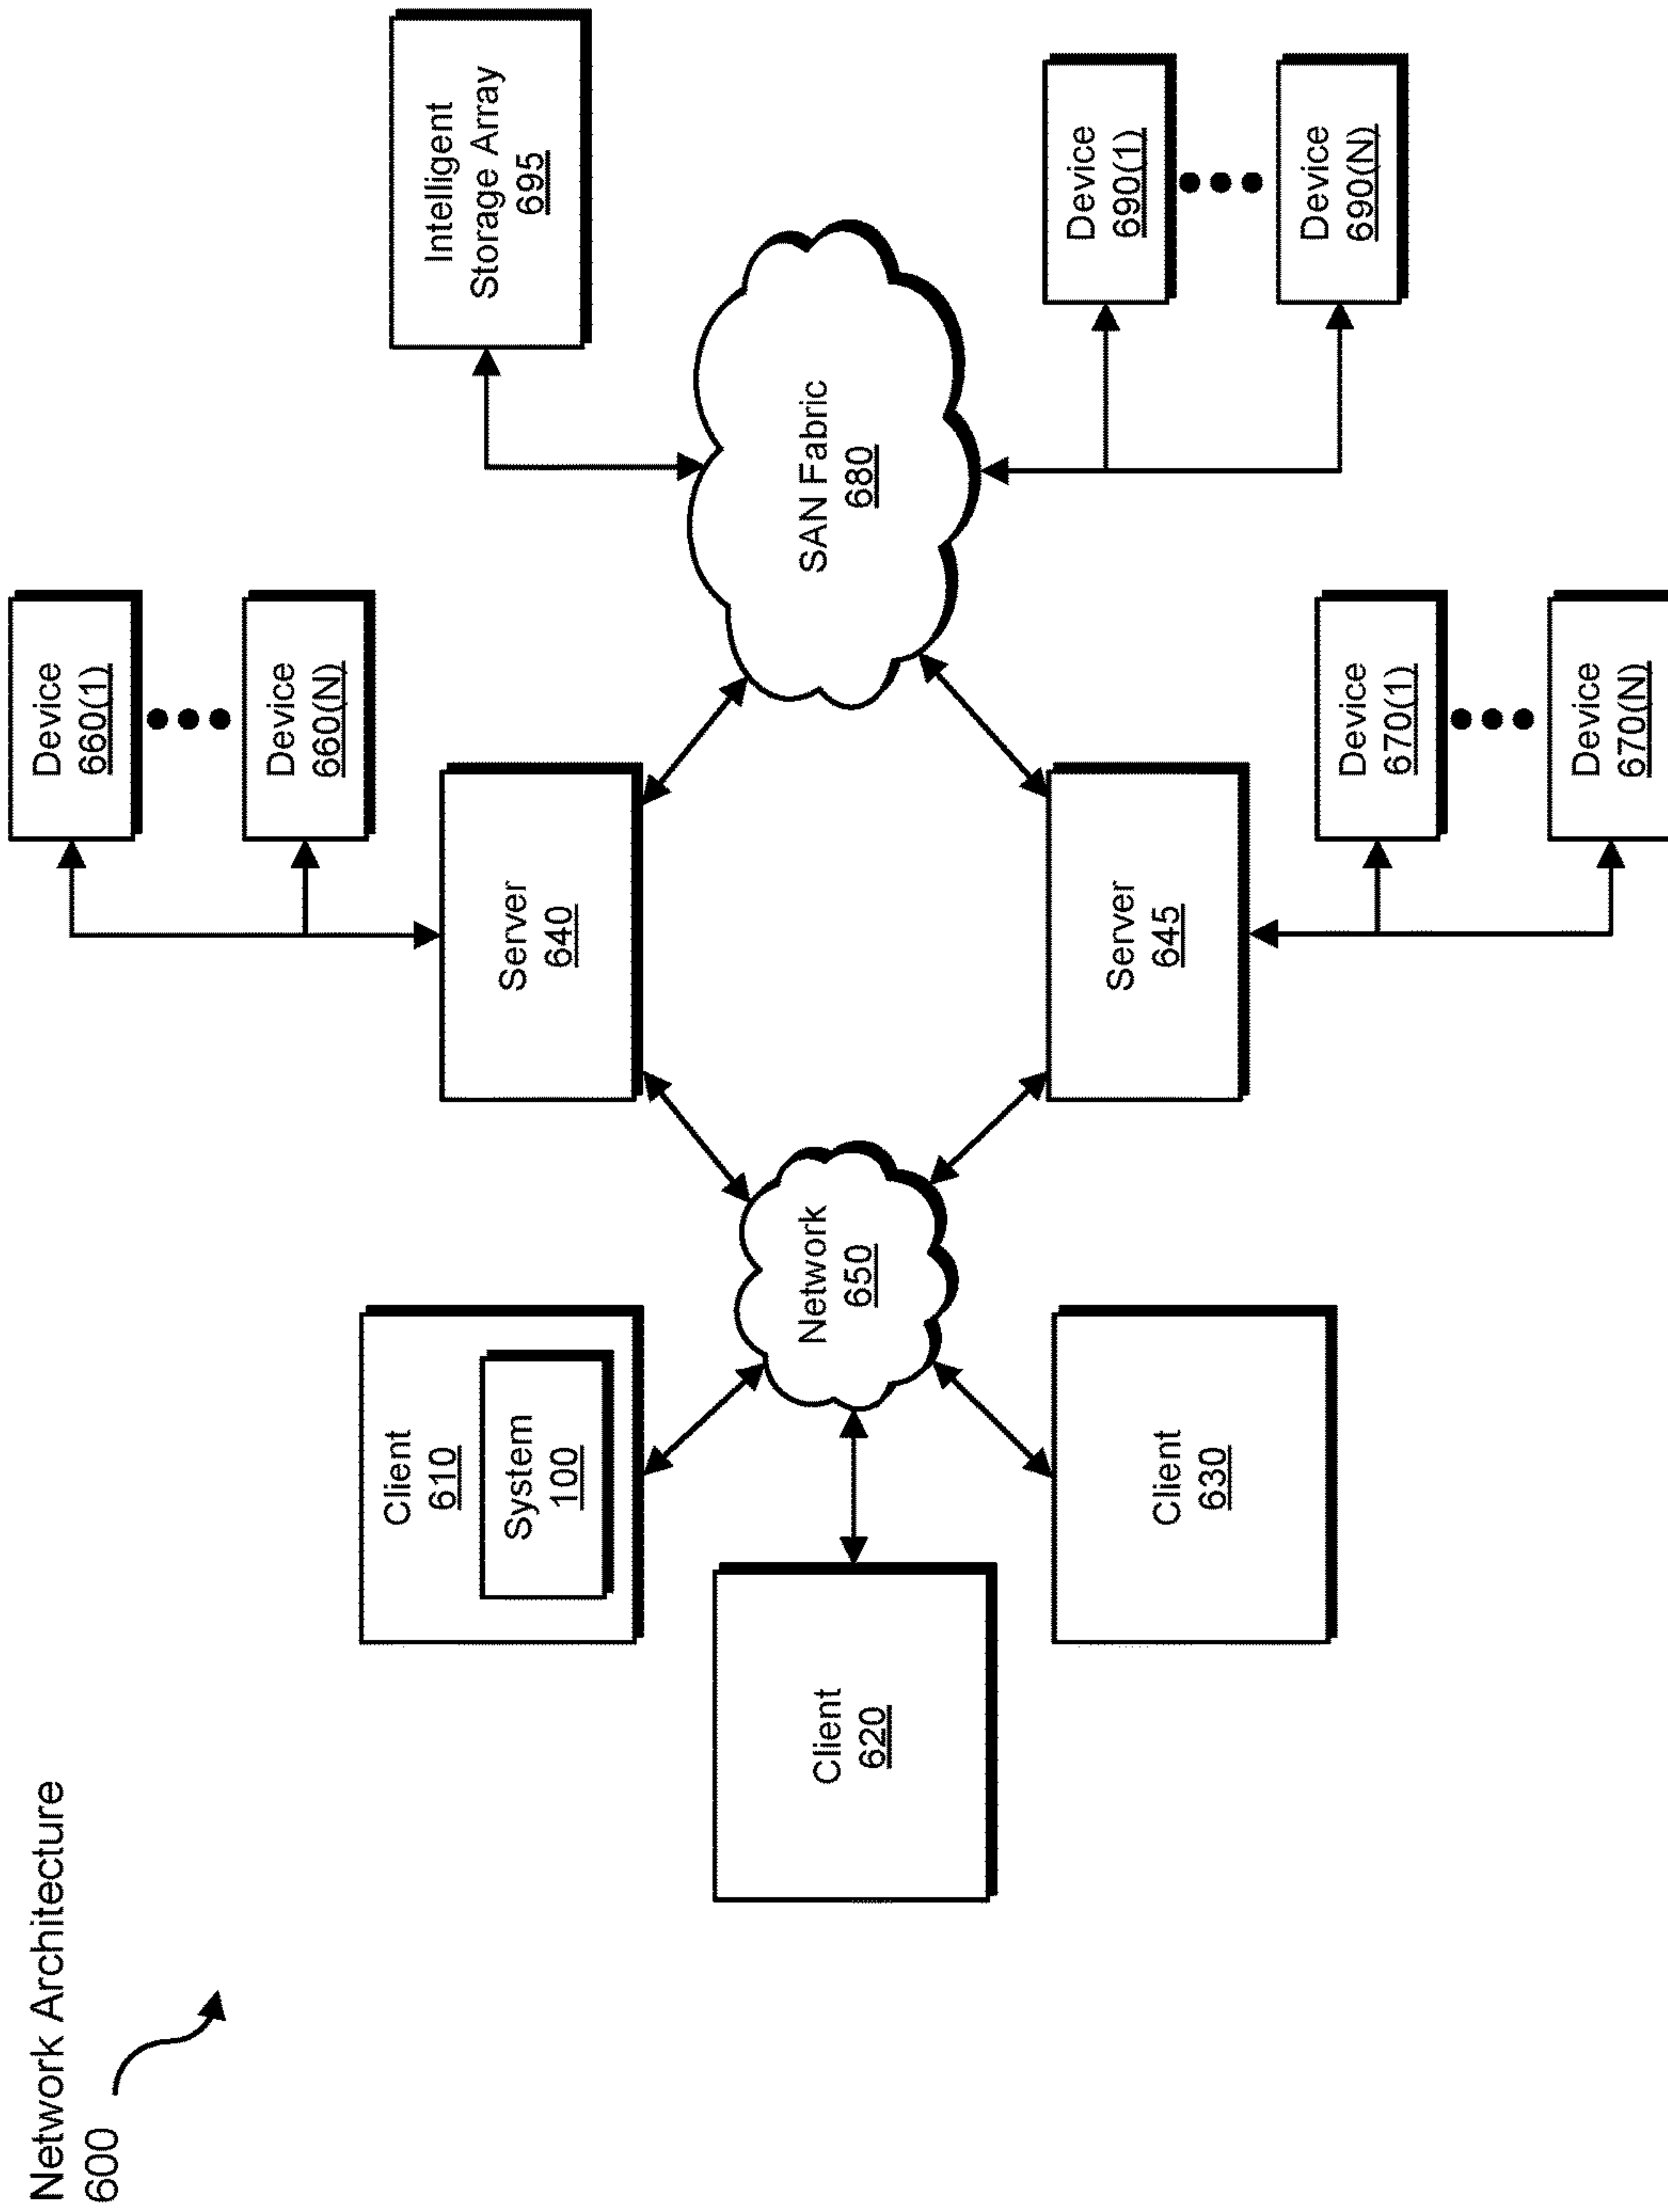 Network Architecture
600
Client
610
System
100
Client
620
Client
630
Network
650
Server
640
Server
645
Device
660(1)
Device
660(N)
Device
670(1)
Device
670(N)
SAN Fabric
680
Intelligent
Storage Array
695
Device
690(1)
Device
690(N)